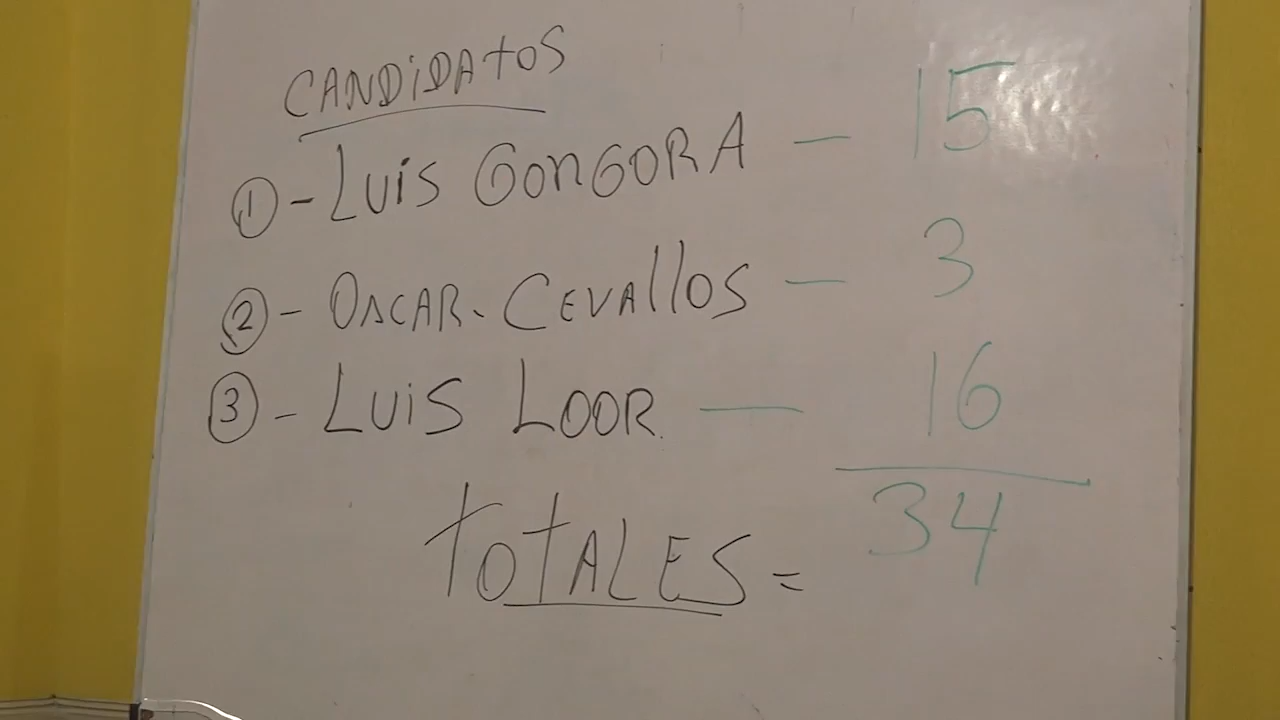 CANDiDAtOS
① - LUiS GOnGORA — 15
② - OSCAR. CEVAllOS — 3
③ - LUiS LOOR — 16
tOtALES = 34